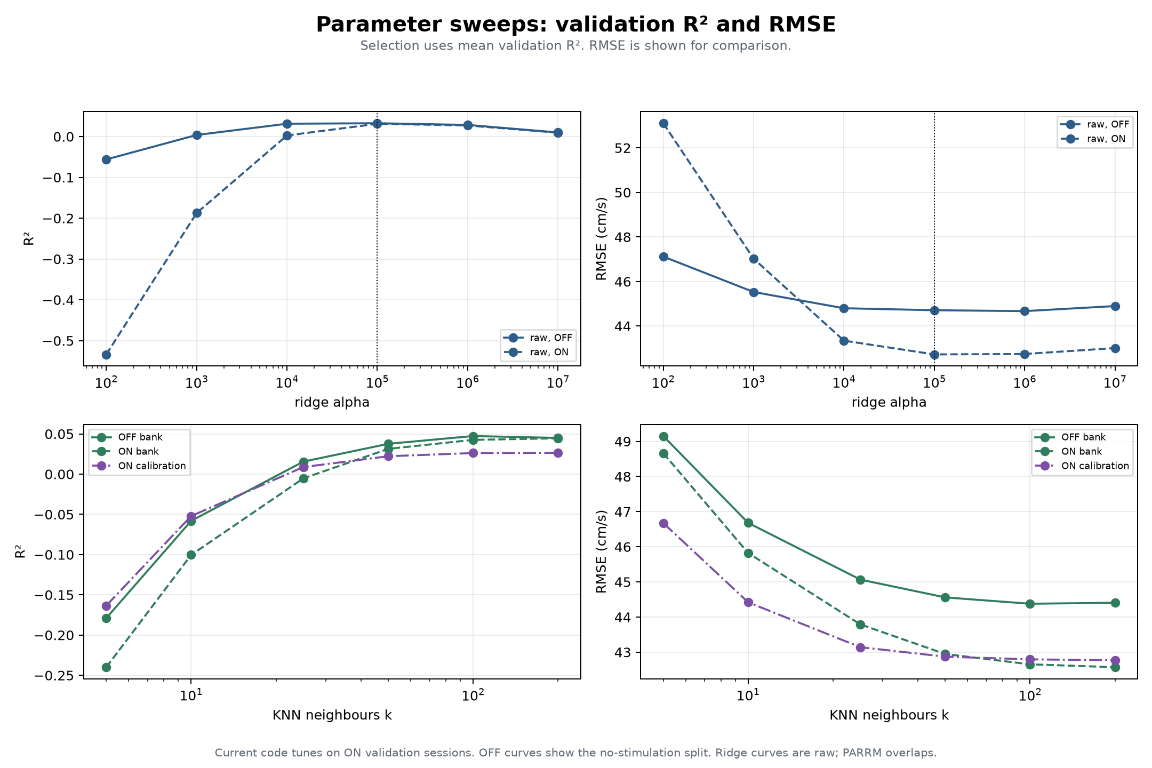 Parameter sweeps: validation R² and RMSE
Selection uses mean validation R². RMSE is shown for comparison.
0.0
−0.1
−0.2
−0.3
−0.4
−0.5
R²
raw, OFF
raw, ON
10² 10³ 10⁴ 10⁵ 10⁶ 10⁷
ridge alpha
52
50
48
46
44
RMSE (cm/s)
raw, OFF
raw, ON
10² 10³ 10⁴ 10⁵ 10⁶ 10⁷
ridge alpha
0.05
0.00
−0.05
−0.10
−0.15
−0.20
−0.25
R²
OFF bank
ON bank
ON calibration
10¹ 10²
KNN neighbours k
49
48
47
46
45
44
43
RMSE (cm/s)
OFF bank
ON bank
ON calibration
10¹ 10²
KNN neighbours k
Current code tunes on ON validation sessions. OFF curves show the no-stimulation split. Ridge curves are raw; PARRM overlaps.